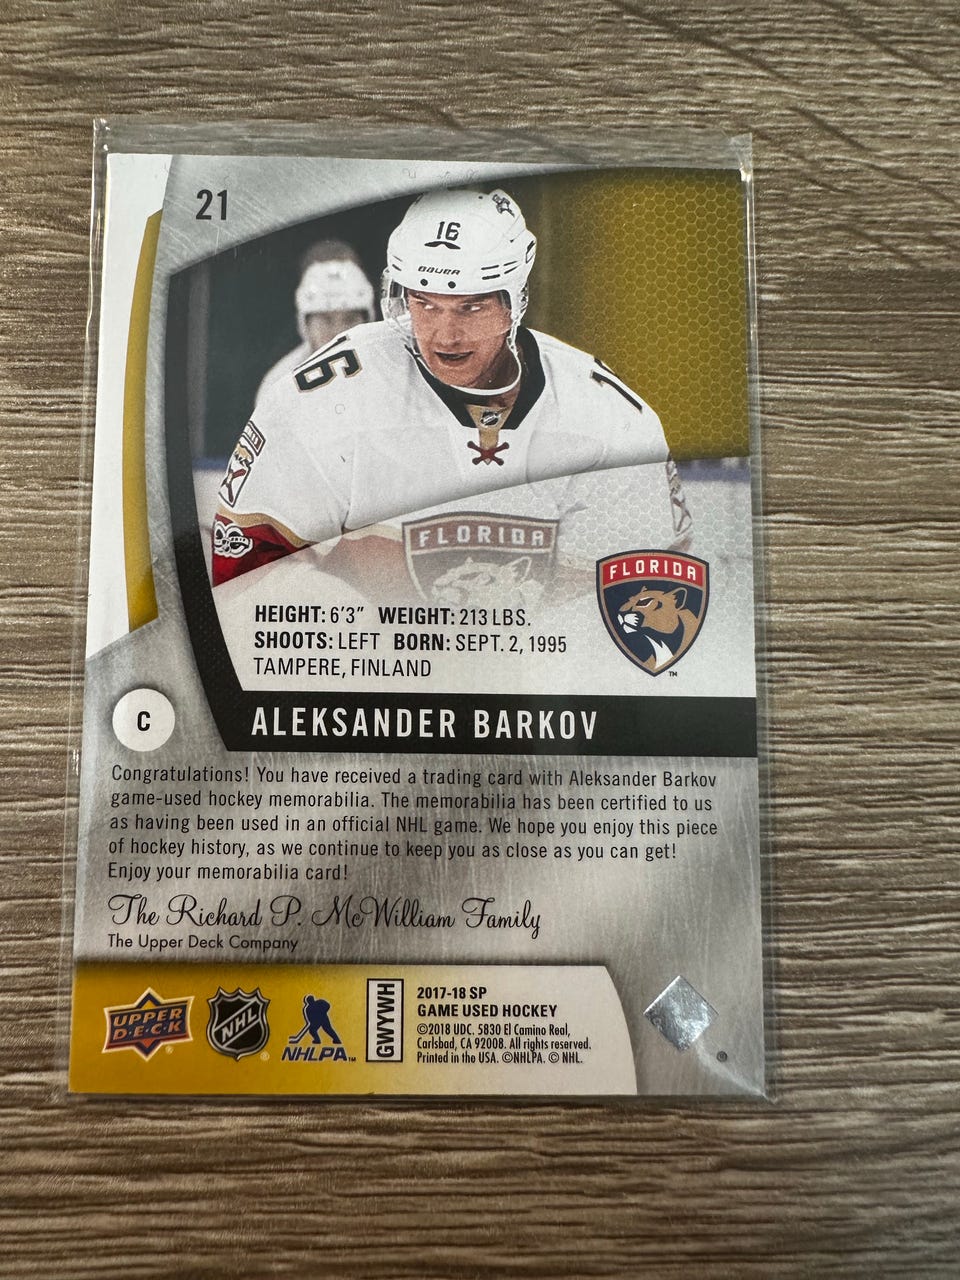 21
16
BAUER
16
1
FLORIDA
FLORIDA
HEIGHT: 6'3" WEIGHT: 213 LBS.
SHOOTS: LEFT BORN: SEPT. 2, 1995
TAMPERE, FINLAND
TM
C
ALEKSANDER BARKOV
Congratulations! You have received a trading card with Aleksander Barkov
game-used hockey memorabilia. The memorabilia has been certified to us
as having been used in an official NHL game. We hope you enjoy this piece
of hockey history, as we continue to keep you as close as you can get!
Enjoy your memorabilia card!
The Richard P. McWilliam Family
The Upper Deck Company
UPPER
D·E·C·K
®
NHL
®
NHLPA™
GWYWH
2017-18 SP
GAME USED HOCKEY
©2018 UDC. 5830 El Camino Real,
Carlsbad, CA 92008. All rights reserved.
Printed in the USA. ©NHLPA. © NHL.
®